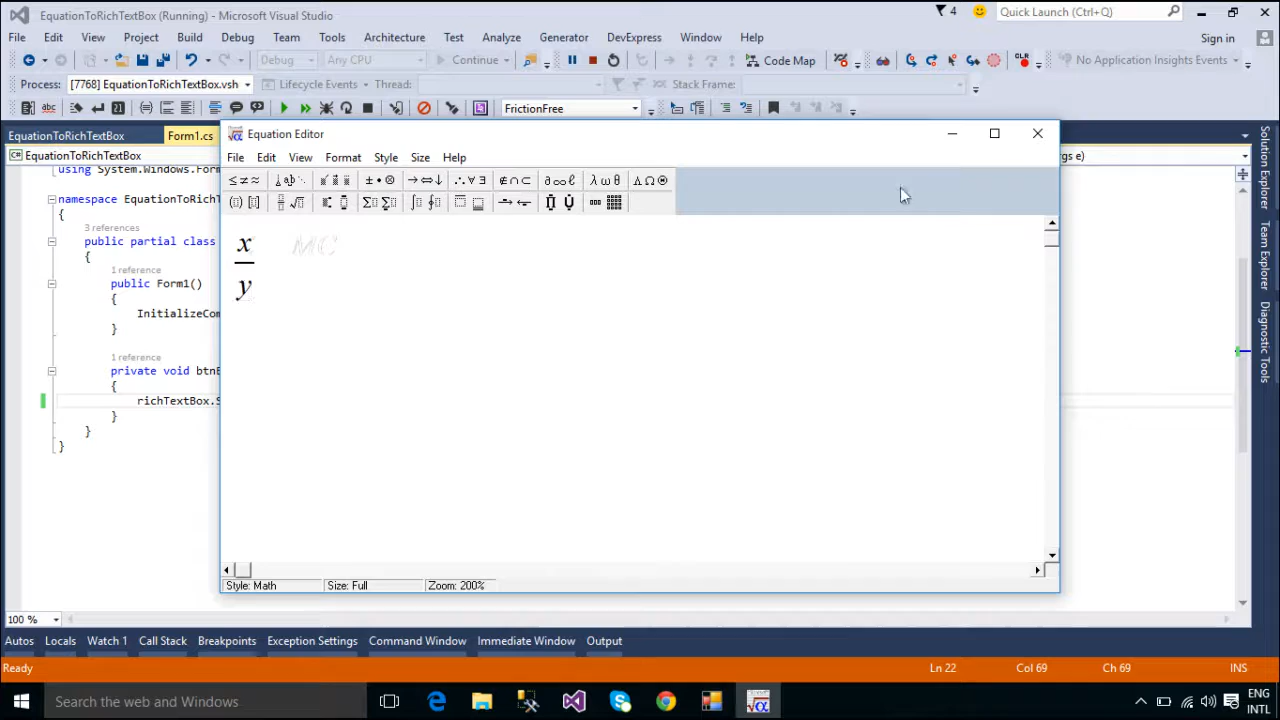 EquationToRichTextBox (Running) - Microsoft Visual Studio
4
Quick Launch (Ctrl+Q)
File Edit View Project Build Debug Team Tools Architecture Test Analyze Generator DevExpress Window Help
Sign in
Debug Any CPU Continue Code Map No Application Insights Events
Process: [7768] EquationToRichTextBox.vsh Lifecycle Events Thread: Stack Frame:
FrictionFree
EquationToRichTextBox Form1.cs
EquationToRichTextBox
gs e)
using System.Windows.For
namespace EquationToRichT
{
3 references
public partial class
{
1 reference
public Form1()
{
InitializeCom
}
1 reference
private void btnE
{
richTextBox.S
}
}
}
Equation Editor
File Edit View Format Style Size Help
x
MC
y
Style: Math Size: Full Zoom: 200%
Solution Explorer
Team Explorer
Diagnostic Tools
100 %
Autos Locals Watch 1 Call Stack Breakpoints Exception Settings Command Window Immediate Window Output
Ready Ln 22 Col 69 Ch 69 INS
Search the web and Windows
ENG
INTL